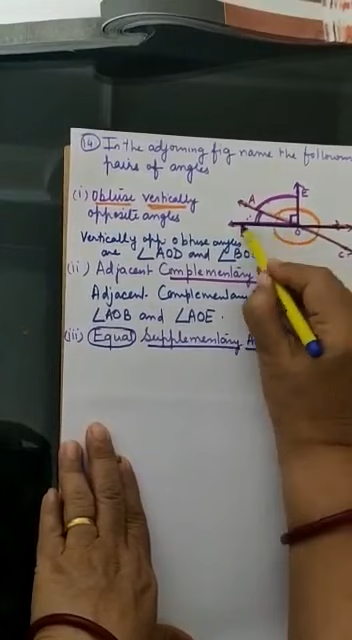 (14) In the adjoining fig name the following
pairs of angles
(i) Obtuse vertically
opposite angles
Vertically opp. obtuse angles
are ∠AOD and ∠BO
(ii) Adjacent Complementary
Adjacent Complementary
∠AOB and ∠AOE.
(iii) Equal Supplementary
A
E
O
C